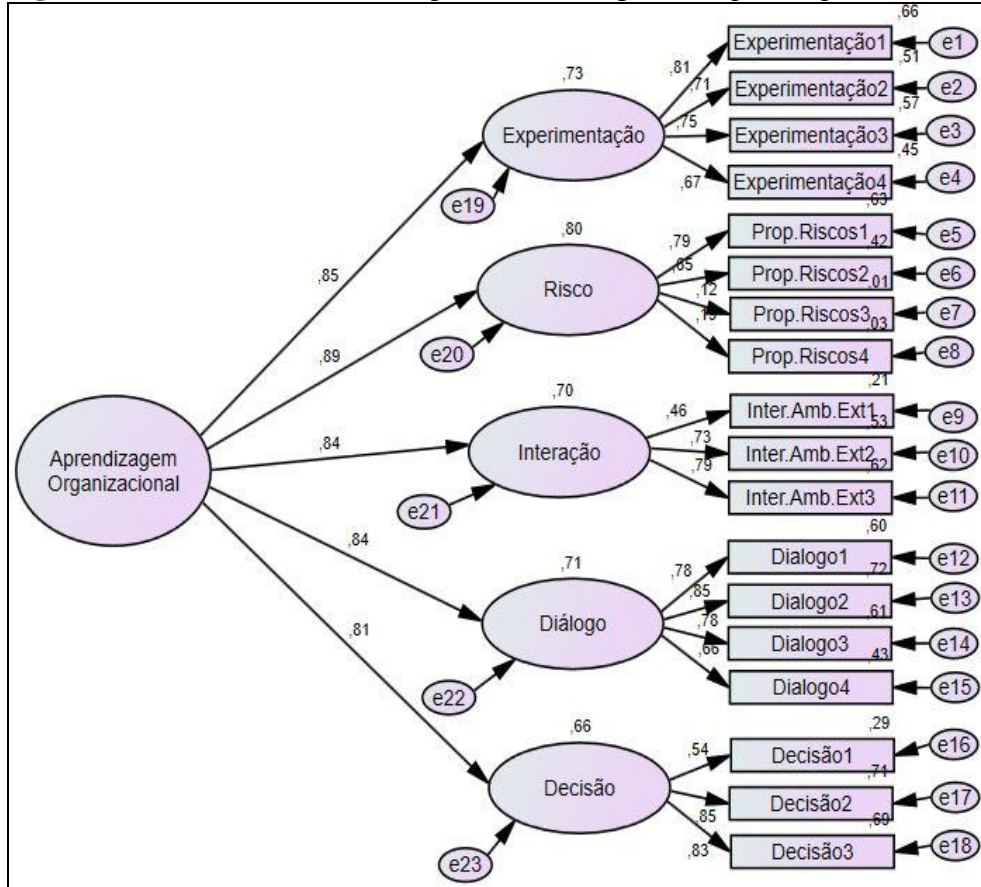 ,66
,81
Experimentação1
e1
,51
,73
,71
Experimentação2
e2
,57
Experimentação
,75
Experimentação3
e3
,45
,67
Experimentação4
e4
e19
,63
,80
,79
Prop.Riscos1
e5
,42
Prop.Riscos2
e6
,01
,85
Risco
,12
Prop.Riscos3
e7
,03
Prop.Riscos4
e8
e20
,89
,21
,70
,46
Inter.Amb.Ext1
e9
,53
,84
Interação
,73
Inter.Amb.Ext2
e10
,62
,79
Inter.Amb.Ext3
e11
e21
Aprendizagem
Organizacional
,60
,84
,71
,78
Dialogo1
e12
,72
,85
Dialogo2
e13
,61
Diálogo
,78
Dialogo3
e14
,43
,66
Dialogo4
e15
e22
,81
,29
,66
,54
Decisão1
e16
,71
Decisão
,85
Decisão2
e17
,69
,83
Decisão3
e18
e23